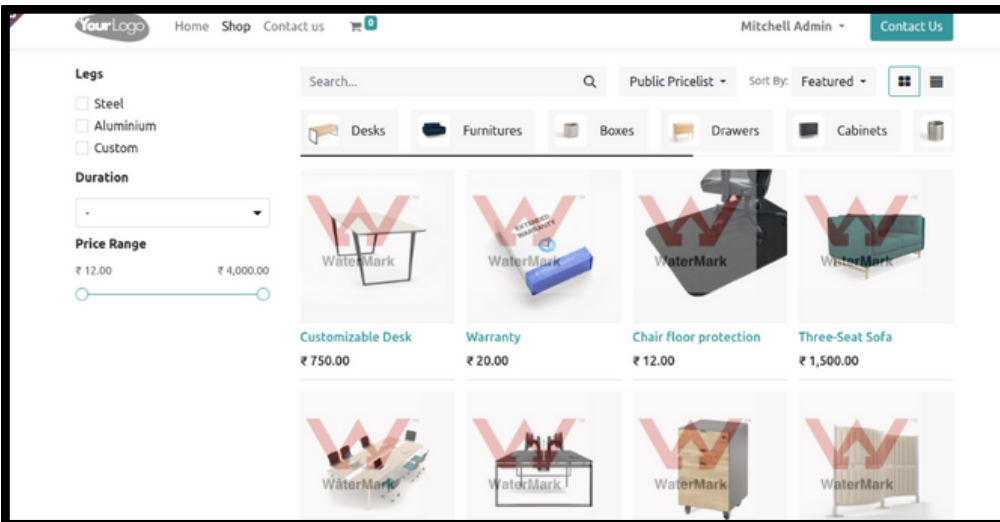 YourLogo
Home Shop Contact us 0
Mitchell Admin
Contact Us
Legs
Steel
Aluminium
Custom
Duration
-
Price Range
₹ 12.00 ₹ 4,000.00
Search...
Public Pricelist
Sort By: Featured
Desks
Furnitures
Boxes
Drawers
Cabinets
WaterMark
EXTENDED WARRANTY
WaterMark
WaterMark
WaterMark
Customizable Desk
₹ 750.00
Warranty
₹ 20.00
Chair floor protection
₹ 12.00
Three-Seat Sofa
₹ 1,500.00
WaterMark
WaterMark
WaterMark
WaterMark